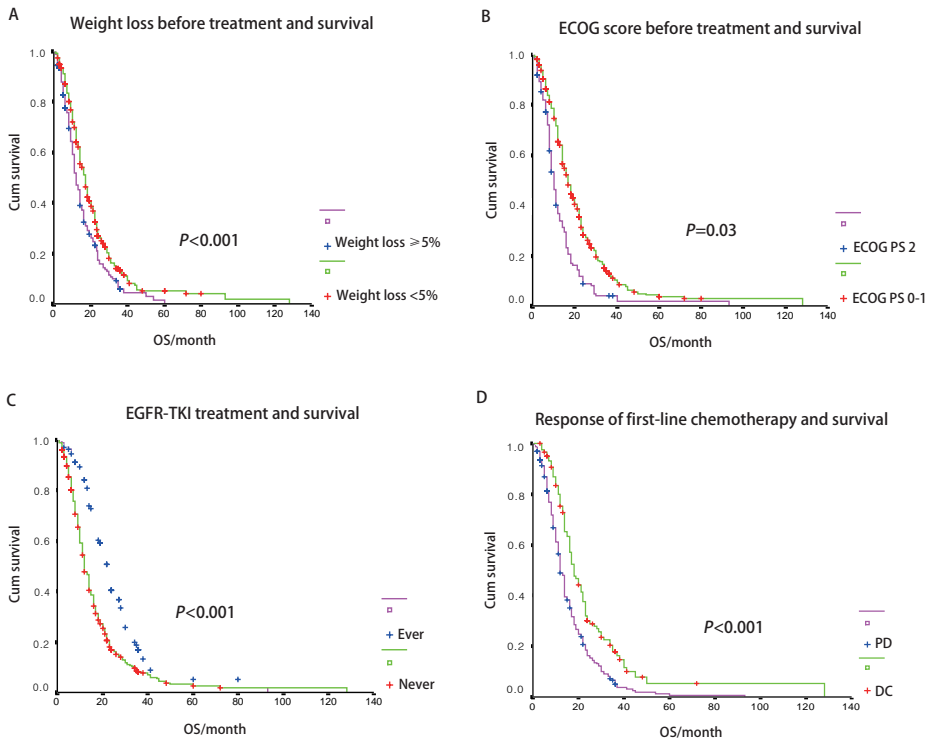 A
Weight loss before treatment and survival
Cum survival
1.0
0.8
0.6
0.4
0.2
0.0
P<0.001
Weight loss ≥5%
Weight loss <5%
0 20 40 60 80 100 120 140
OS/month
B
ECOG score before treatment and survival
Cum survival
1.0
0.8
0.6
0.4
0.2
0.0
P=0.03
ECOG PS 2
ECOG PS 0-1
0 20 40 60 80 100 120 140
OS/month
C
EGFR-TKI treatment and survival
Cum survival
1.0
0.8
0.6
0.4
0.2
0.0
P<0.001
Ever
Never
0 20 40 60 80 100 120 140
OS/month
D
Response of first-line chemotherapy and survival
Cum survival
1.0
0.8
0.6
0.4
0.2
0.0
P<0.001
PD
DC
0 20 40 60 80 100 120 140
OS/month